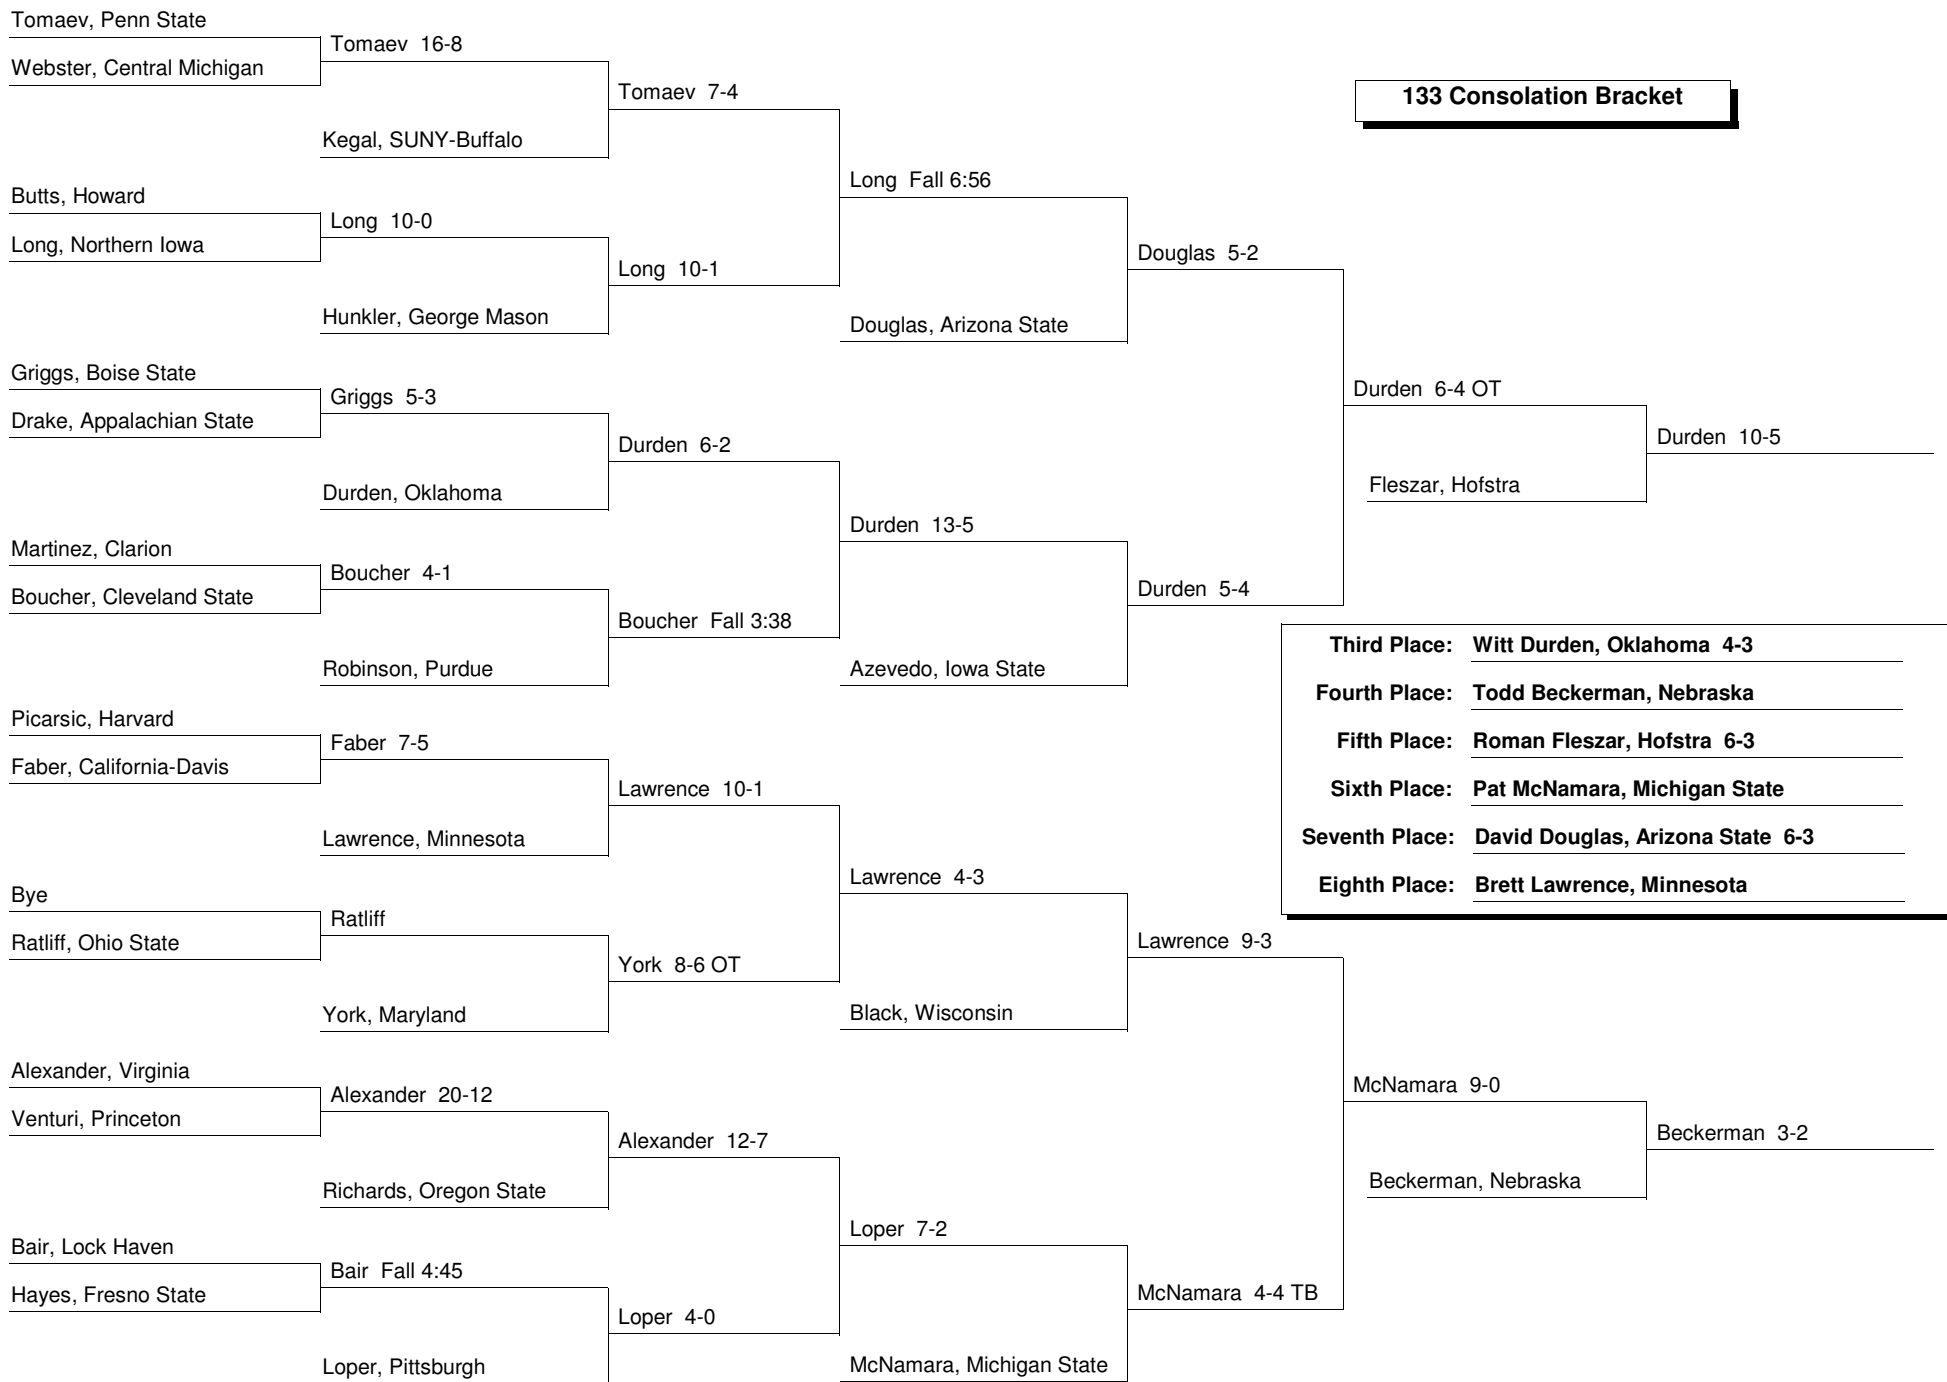 Tomaev, Penn State
Webster, Central Michigan
Butts, Howard
Long, Northern Iowa
Griggs, Boise State
Drake, Appalachian State
Martinez, Clarion
Boucher, Cleveland State
Picarsic, Harvard
Faber, California-Davis
Bye
Ratliff, Ohio State
Alexander, Virginia
Venturi, Princeton
Bair, Lock Haven
Hayes, Fresno State
Tomaev 16-8
Kegal, SUNY-Buffalo
Long 10-0
Hunkler, George Mason
Griggs 5-3
Durden, Oklahoma
Boucher 4-1
Robinson, Purdue
Faber 7-5
Lawrence, Minnesota
Ratliff
York, Maryland
Alexander 20-12
Richards, Oregon State
Bair Fall 4:45
Loper, Pittsburgh
Tomaev 7-4
Long 10-1
Durden 6-2
Boucher Fall 3:38
Lawrence 10-1
York 8-6 OT
Alexander 12-7
Loper 4-0
Long Fall 6:56
Douglas, Arizona State
Durden 13-5
Azevedo, Iowa State
Lawrence 4-3
Black, Wisconsin
Loper 7-2
McNamara, Michigan State
Douglas 5-2
Durden 5-4
Lawrence 9-3
McNamara 4-4 TB
Durden 6-4 OT
Fleszar, Hofstra
McNamara 9-0
Beckerman, Nebraska
Durden 10-5
Beckerman 3-2
133 Consolation Bracket
Third Place: Witt Durden, Oklahoma 4-3
Fourth Place: Todd Beckerman, Nebraska
Fifth Place: Roman Fleszar, Hofstra 6-3
Sixth Place: Pat McNamara, Michigan State
Seventh Place: David Douglas, Arizona State 6-3
Eighth Place: Brett Lawrence, Minnesota